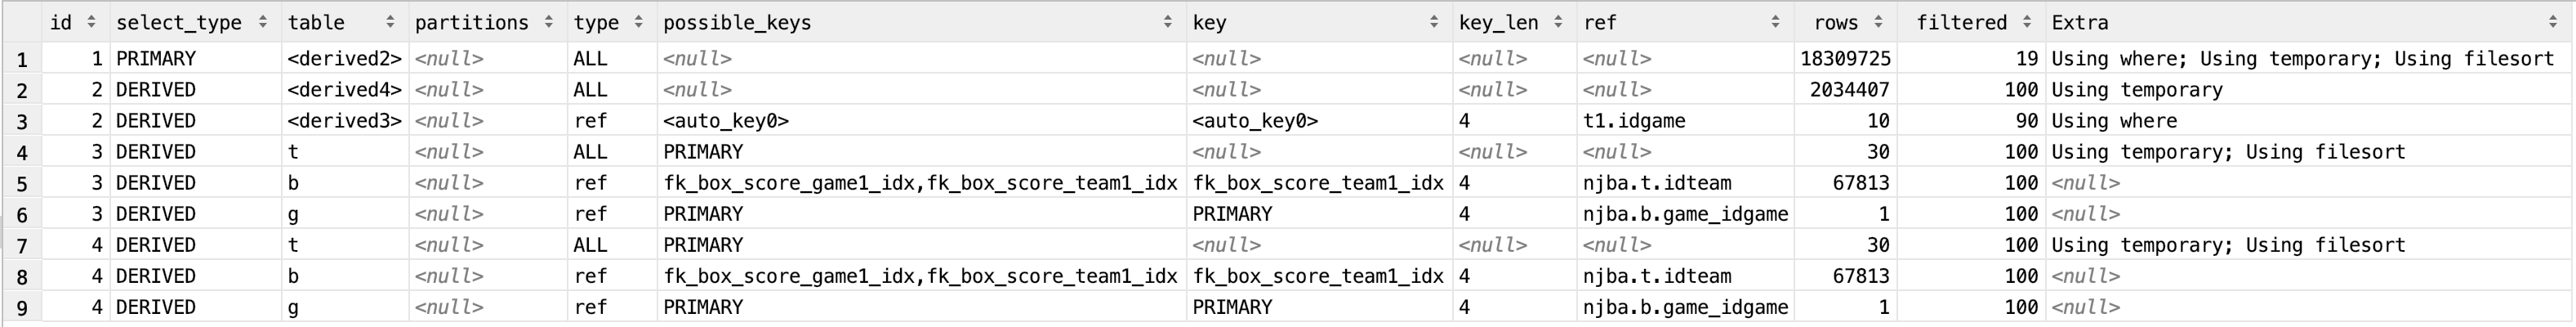 id select_type table partitions type possible_keys key key_len ref rows filtered Extra
1 1 PRIMARY <derived2> <null> ALL <null> <null> <null> <null> 18309725 19 Using where; Using temporary; Using filesort
2 2 DERIVED <derived4> <null> ALL <null> <null> <null> <null> 2034407 100 Using temporary
3 2 DERIVED <derived3> <null> ref <auto_key0> <auto_key0> 4 t1.idgame 10 90 Using where
4 3 DERIVED t <null> ALL PRIMARY <null> <null> <null> 30 100 Using temporary; Using filesort
5 3 DERIVED b <null> ref fk_box_score_game1_idx,fk_box_score_team1_idx fk_box_score_team1_idx 4 njba.t.idteam 67813 100 <null>
6 3 DERIVED g <null> ref PRIMARY PRIMARY 4 njba.b.game_idgame 1 100 <null>
7 4 DERIVED t <null> ALL PRIMARY <null> <null> <null> 30 100 Using temporary; Using filesort
8 4 DERIVED b <null> ref fk_box_score_game1_idx,fk_box_score_team1_idx fk_box_score_team1_idx 4 njba.t.idteam 67813 100 <null>
9 4 DERIVED g <null> ref PRIMARY PRIMARY 4 njba.b.game_idgame 1 100 <null>